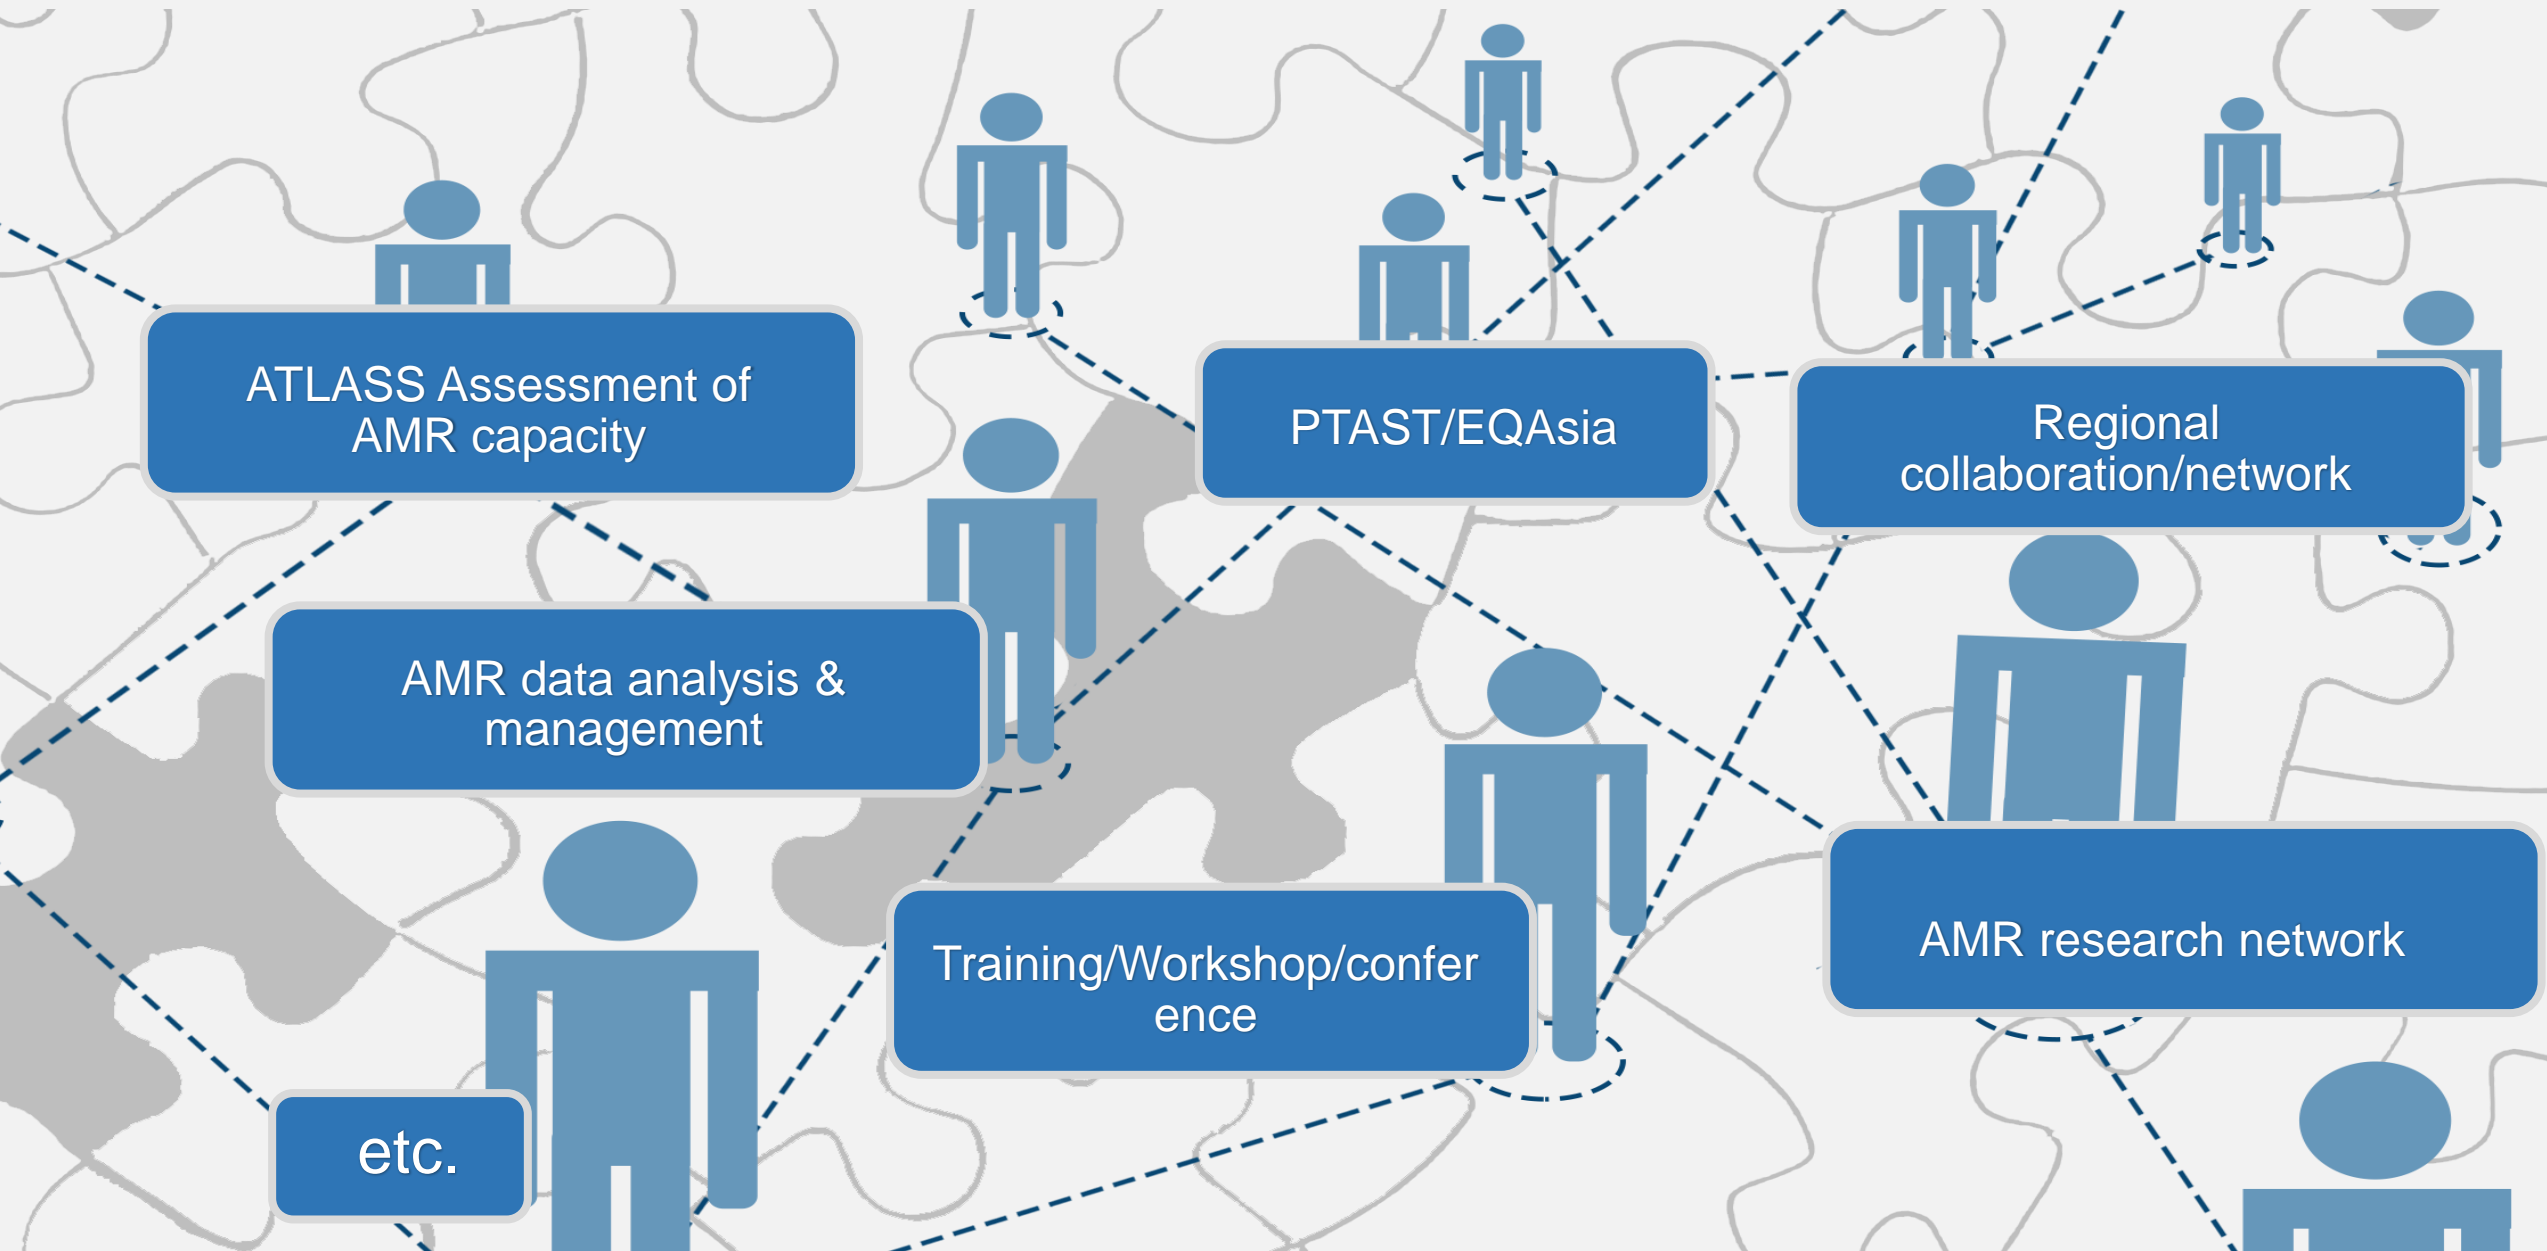 ATLASS Assessment of
AMR capacity
PTAST/EQAsia
Regional
collaboration/network
AMR data analysis &
management
Training/Workshop/confer
ence
AMR research network
etc.